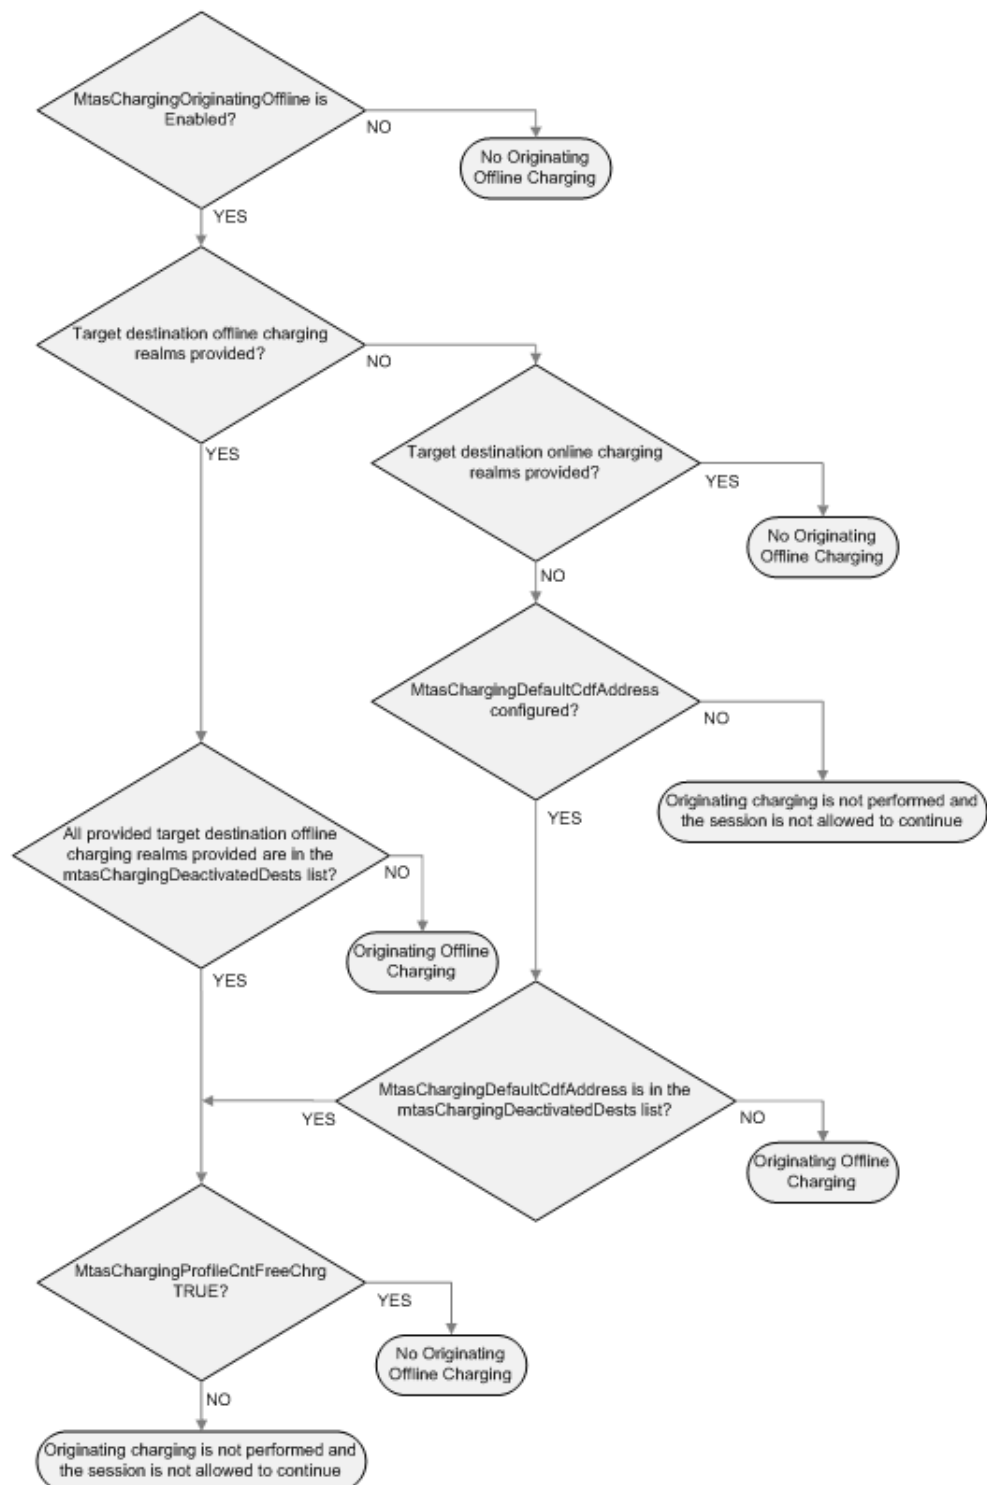 MtasChargingOriginatingOffline is
Enabled?
NO
No Originating
Offline Charging
YES
Target destination offline charging
realms provided?
NO
YES
Target destination online charging
realms provided?
YES
No Originating
Offline Charging
NO
MtasChargingDefaultCdfAddress
configured?
NO
Originating charging is not performed and
the session is not allowed to continue
YES
All provided target destination offline
charging realms provided are in the
mtasChargingDeactivatedDests list?
NO
Originating Offline
Charging
YES
MtasChargingDefaultCdfAddress is in the
mtasChargingDeactivatedDests list?
YES
NO
Originating Offline
Charging
MtasChargingProfileCntFreeChrg
TRUE?
YES
No Originating
Offline Charging
NO
Originating charging is not performed and
the session is not allowed to continue